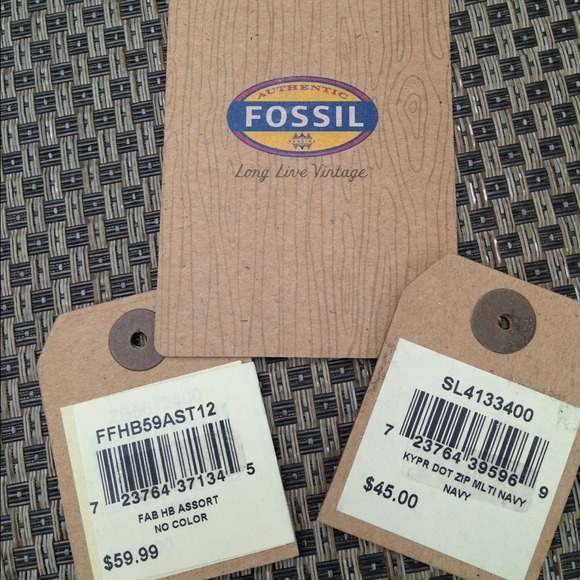 AUTHENTIC
FOSSIL
Long Live Vintage
FFHB59AST12
7 23764 37134 5
FAB HB ASSORT
NO COLOR
$59.99
SL4133400
7 23764 39596 9
KYPR DOT ZIP MLTI NAVY
NAVY
$45.00